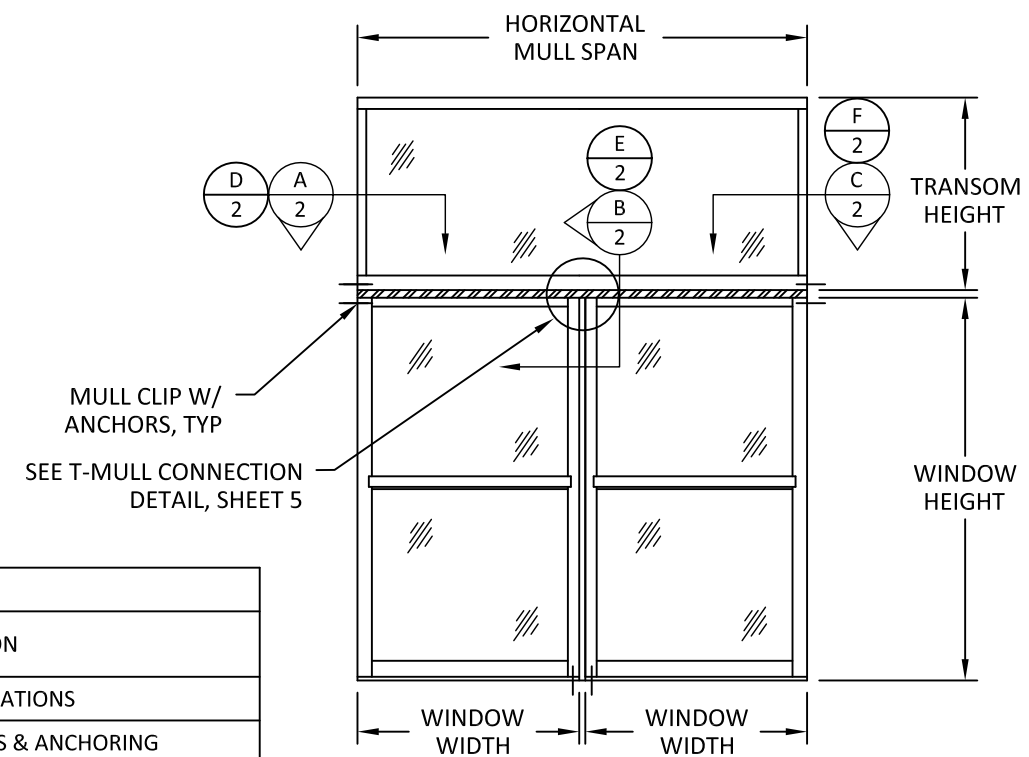 HORIZONTAL
MULL SPAN
F
2
E
2
D
2
A
2
B
2
C
2
TRANSOM
HEIGHT
MULL CLIP W/
ANCHORS, TYP
SEE T-MULL CONNECTION
DETAIL, SHEET 5
WINDOW
HEIGHT
ON
ATIONS
S & ANCHORING
WINDOW
WIDTH
WINDOW
WIDTH